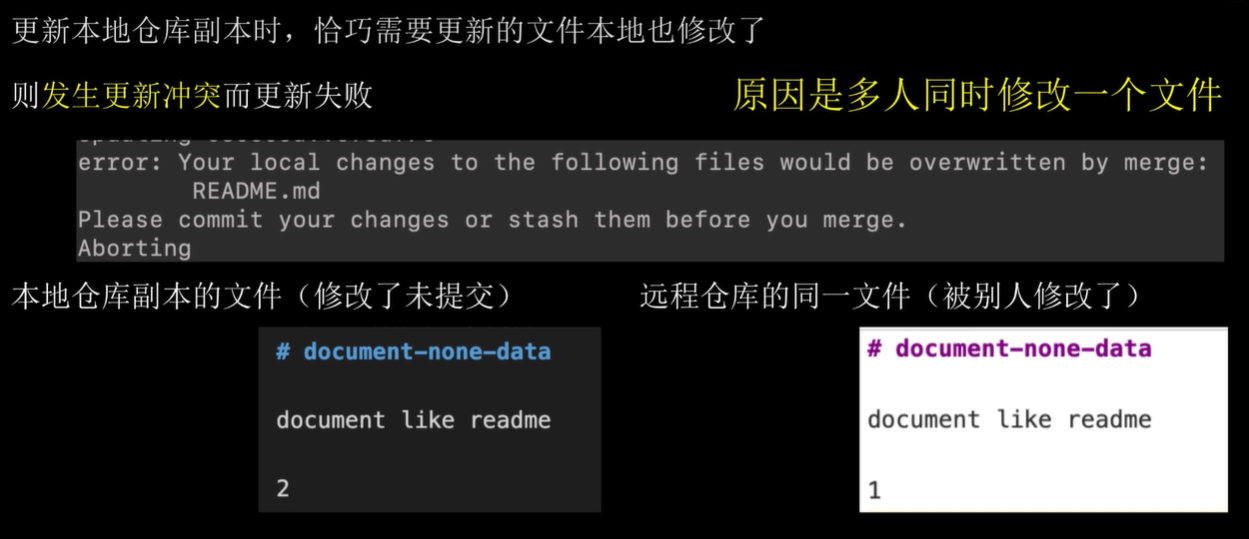 更新本地仓库副本时，恰巧需要更新的文件本地也修改了
则发生更新冲突而更新失败
原因是多人同时修改一个文件
error: Your local changes to the following files would be overwritten by merge:
README.md
Please commit your changes or stash them before you merge.
Aborting
本地仓库副本的文件（修改了未提交）
远程仓库的同一文件（被别人修改了）
# document-none-data
document like readme
2
# document-none-data
document like readme
1